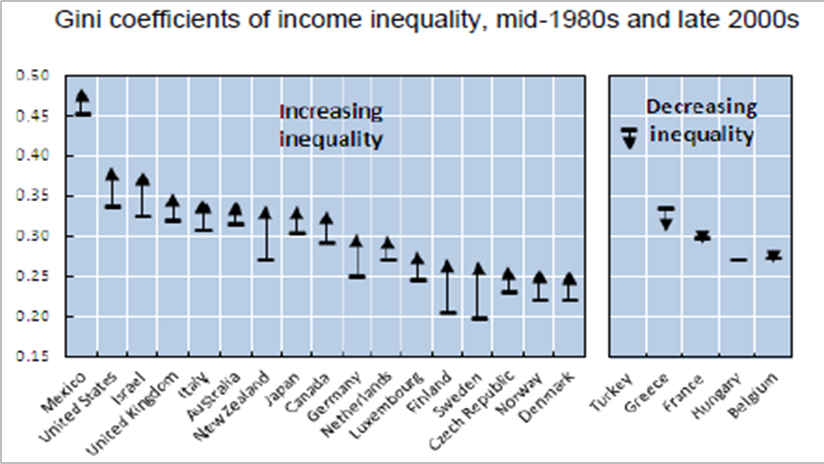 Gini coefficients of income inequality, mid-1980s and late 2000s
0.50
0.45
0.40
0.35
0.30
0.25
0.20
0.15
Increasing
inequality
Decreasing
inequality
Mexico
United States
Israel
United Kingdom
Italy
Australia
New Zealand
Japan
Canada
Germany
Netherlands
Luxembourg
Finland
Sweden
Czech Republic
Norway
Denmark
Turkey
Greece
France
Hungary
Belgium